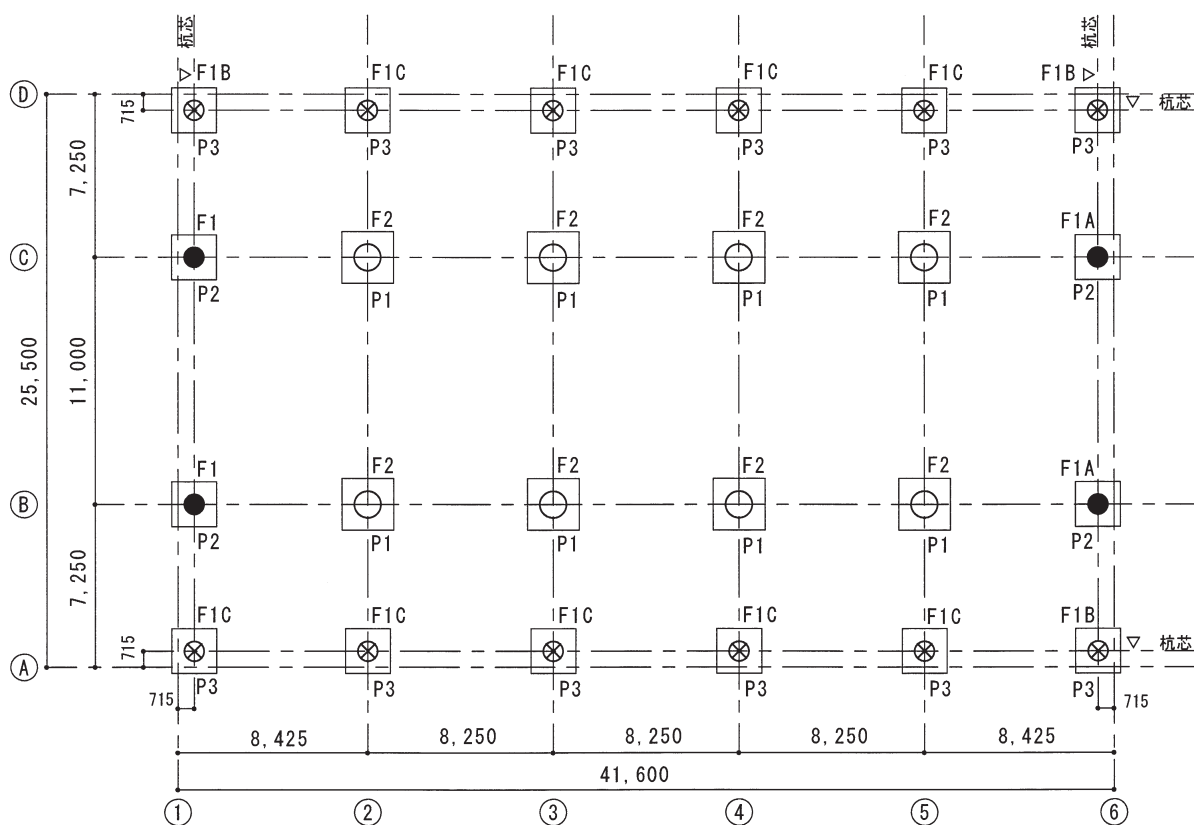 杭芯
杭芯
F1B
F1C
F1C
F1C
F1C
F1B
D
杭芯
715
P3
P3
P3
P3
P3
P3
7,250
F1
F2
F2
F2
F2
F1A
C
P2
P1
P1
P1
P1
P2
25,500
11,000
F1
F2
F2
F2
F2
F1A
B
P2
P1
P1
P1
P1
P2
7,250
F1C
F1C
F1C
F1C
F1C
F1B
杭芯
715
A
P3
P3
P3
P3
P3
P3
715
715
8,425
8,250
8,250
8,250
8,425
41,600
1
2
3
4
5
6